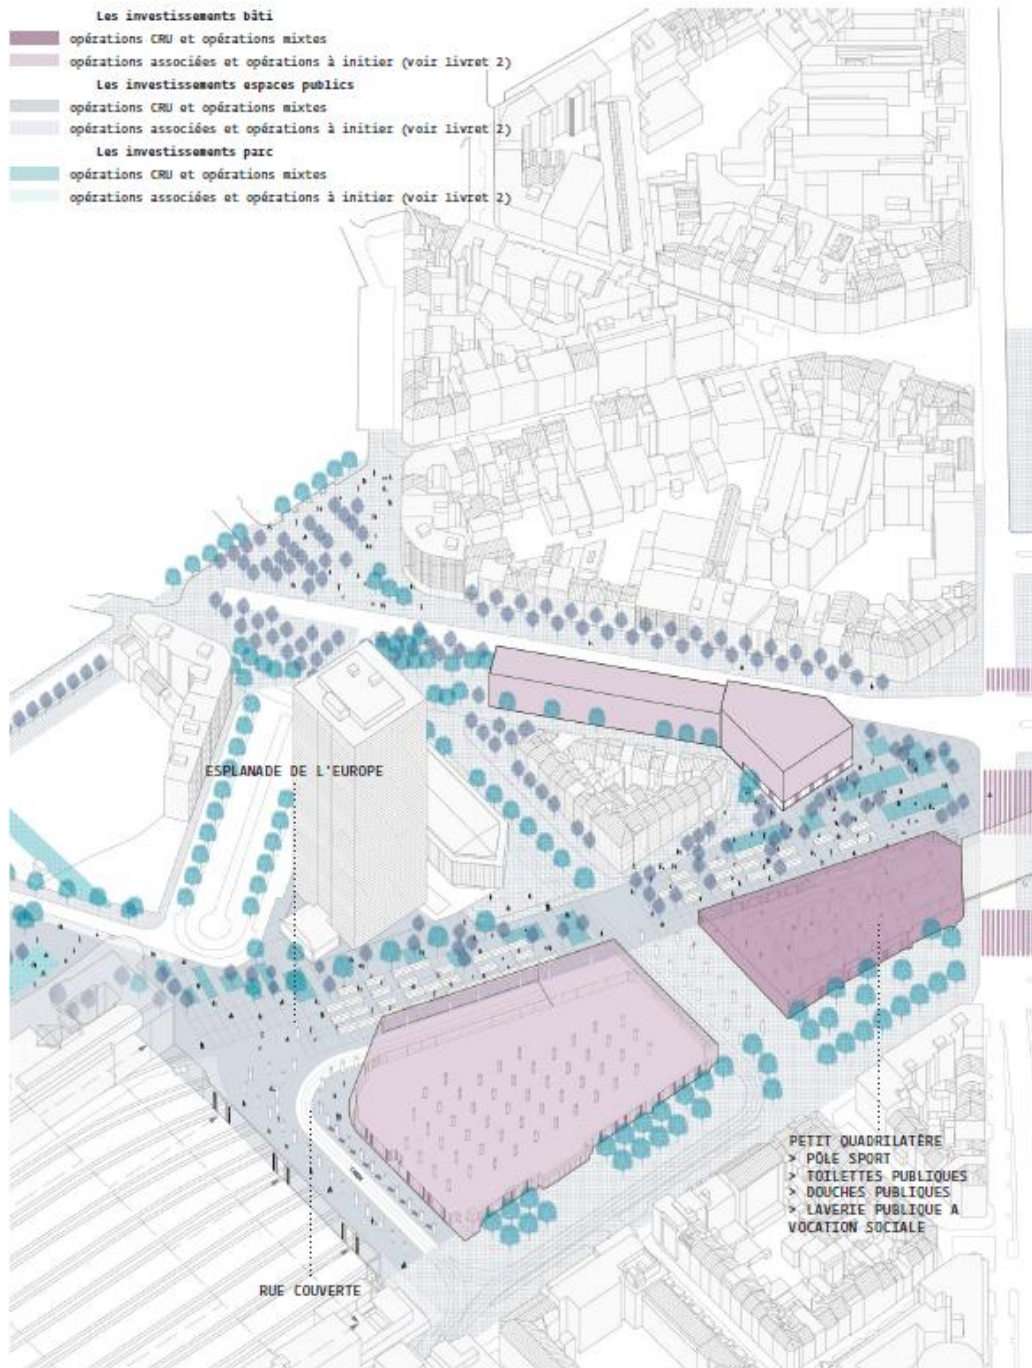 Les investissements bâti
opérations CRU et opérations mixtes
opérations associées et opérations à initier (voir livret 2)
Les investissements espaces publics
opérations CRU et opérations mixtes
opérations associées et opérations à initier (voir livret 2)
Les investissements parc
opérations CRU et opérations mixtes
opérations associées et opérations à initier (voir livret 2)
ESPLANADE DE L'EUROPE
PETIT QUADRILATÈRE
> PÔLE SPORT
> TOILETTES PUBLIQUES
> DOUCHES PUBLIQUES
> LAVERIE PUBLIQUE A
VOCATION SOCIALE
RUE COUVERTE